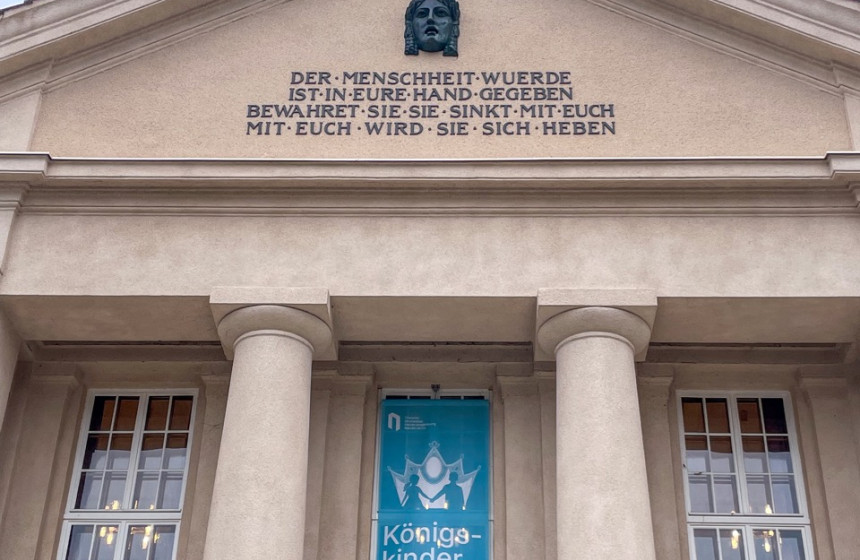 DER·MENSCHHEIT·WUERDE
IST·IN·EURE·HAND·GEGEBEN
BEWAHRET·SIE·SIE·SINKT·MIT·EUCH
MIT·EUCH·WIRD·SIE·SICH·HEBEN
Königs-
kinder